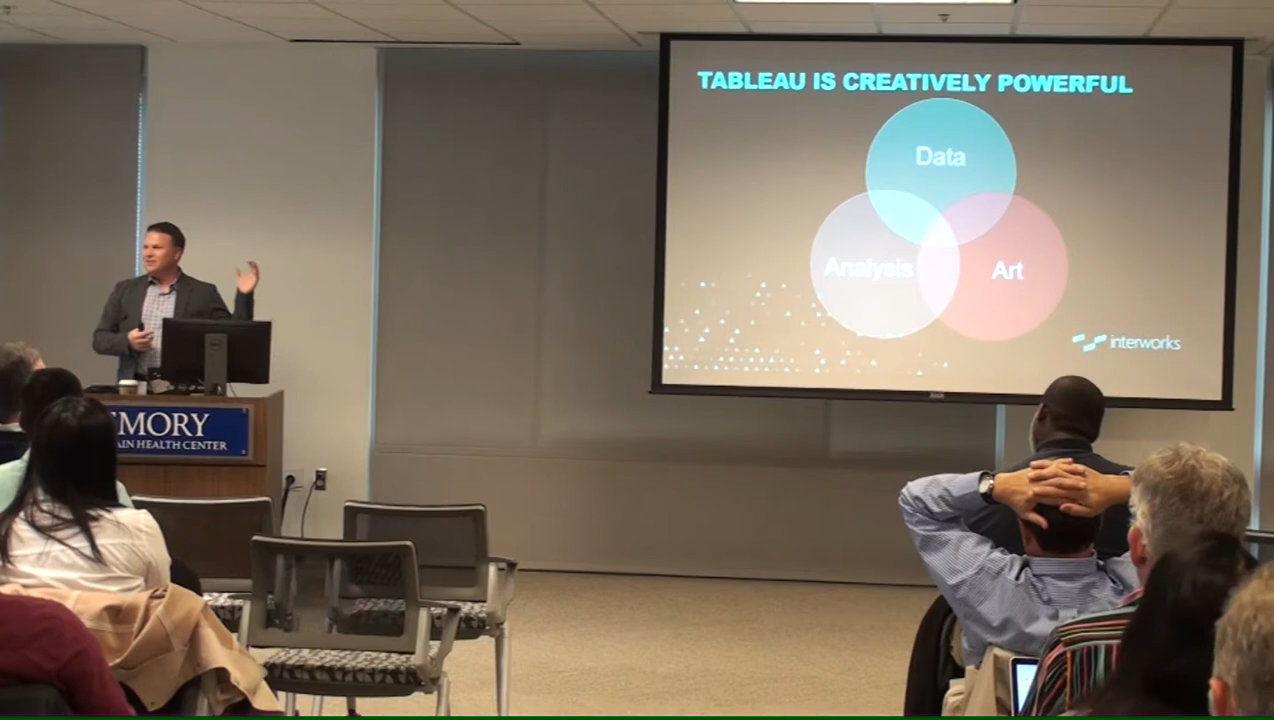 TABLEAU IS CREATIVELY POWERFUL
Data
Analysis
Art
interworks
MORY
AIN HEALTH CENTER